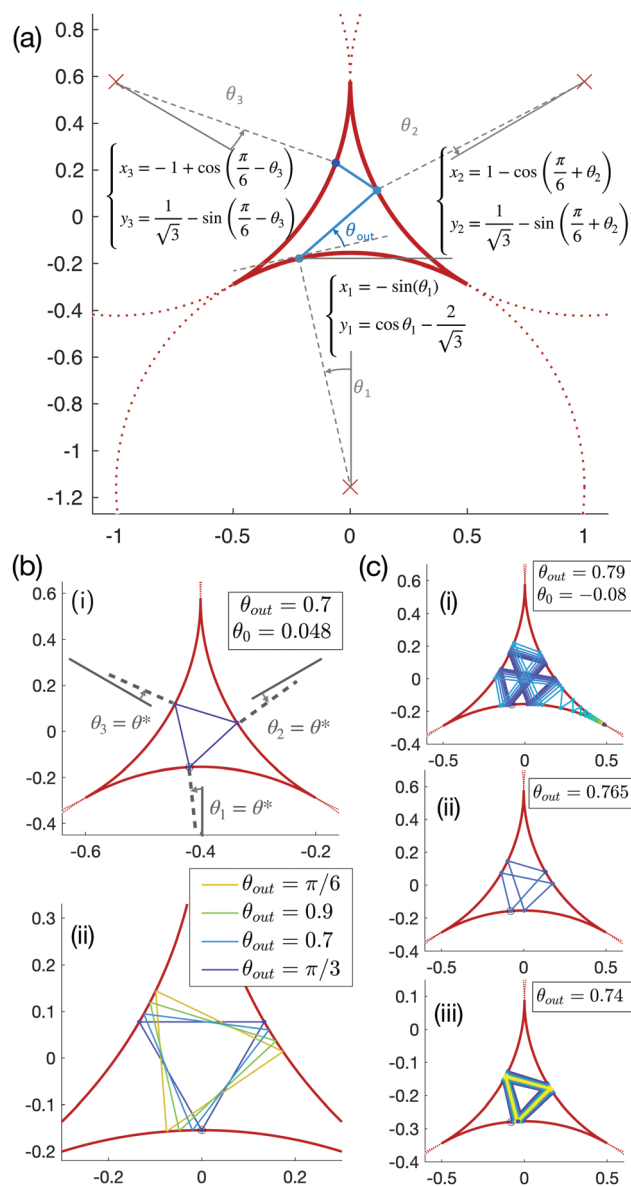 (a)
0.8
0.6
0.4
0.2
0
-0.2
-0.4
-0.6
-0.8
-1
-1.2
-1
-0.5
0
0.5
1
θ3
θ2
x3 = − 1 + cos (π/6 − θ3)
y3 = 1/√3 − sin (π/6 − θ3)
x2 = 1 − cos (π/6 + θ2)
y2 = 1/√3 − sin (π/6 + θ2)
θout
x1 = − sin(θ1)
y1 = cos θ1 − 2/√3
θ1
(b)
(i)
θout = 0.7
θ0 = 0.048
0.6
0.4
0.2
0
-0.2
-0.4
θ3 = θ*
θ2 = θ*
θ1 = θ*
-0.6
-0.4
-0.2
(ii)
θout = π/6
θout = 0.9
θout = 0.7
θout = π/3
0.3
0.2
0.1
0
-0.1
-0.2
-0.2
0
0.2
(c)
(i)
θout = 0.79
θ0 = −0.08
0.6
0.4
0.2
0
-0.2
-0.4
-0.5
0
0.5
(ii)
θout = 0.765
0.6
0.4
0.2
0
-0.2
-0.4
-0.5
0
0.5
(iii)
θout = 0.74
0.1
0
-0.1
-0.2
-0.3
0.4
-0.5
0
0.5